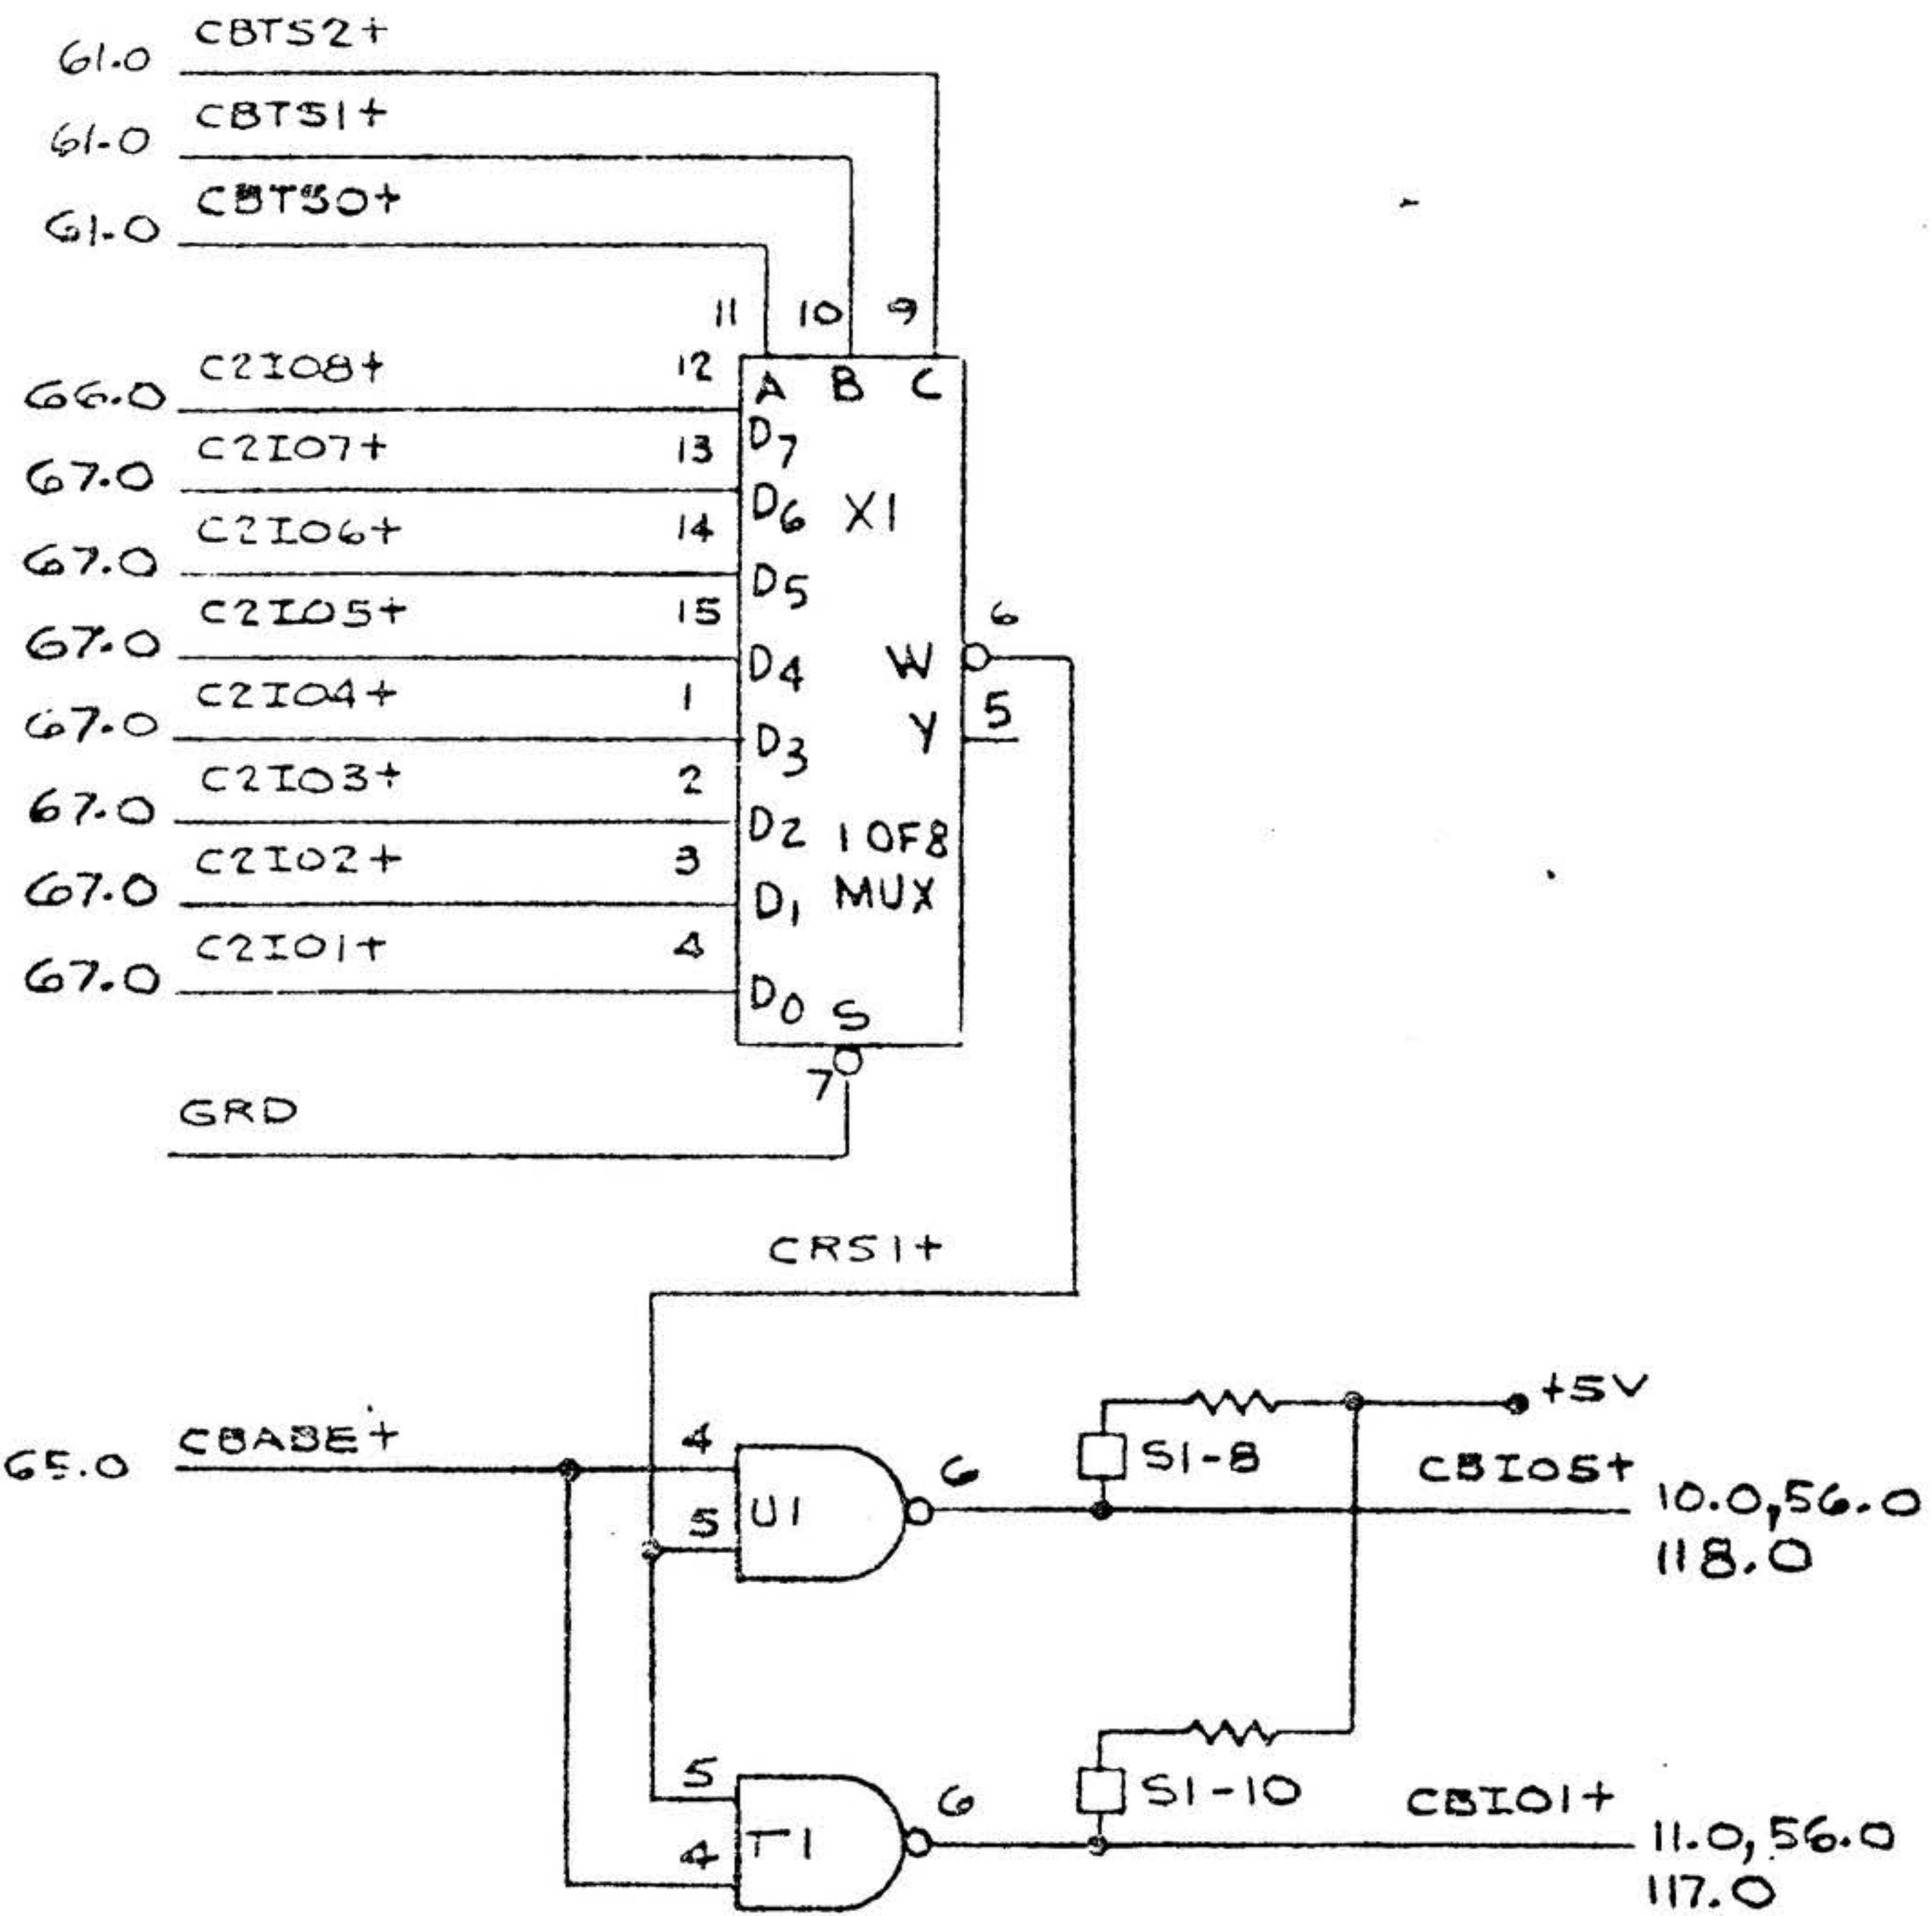 CBTS2+
61.0
CBTS1+
61.0
CBTS0+
61.0
11 10 9
C2I08+ 12
66.0
A B C
D7
C2I07+ 13
67.0
D6 X1
C2I06+ 14
67.0
D5
C2I05+ 15
67.0
D4 W 6
C2I04+ 1
67.0
D3 Y 5
C2I03+ 2
67.0
D2 1 OF 8
C2I02+ 3
67.0
D1 MUX
C2I01+ 4
67.0
D0 S
7
GRD
CRS1+
+5V
CBABE+ 4
65.0
S1-8
CBI05+
6
5 U1
10.0,56.0
118.0
5
S1-10
CBI01+
6
4 T1
11.0,56.0
117.0